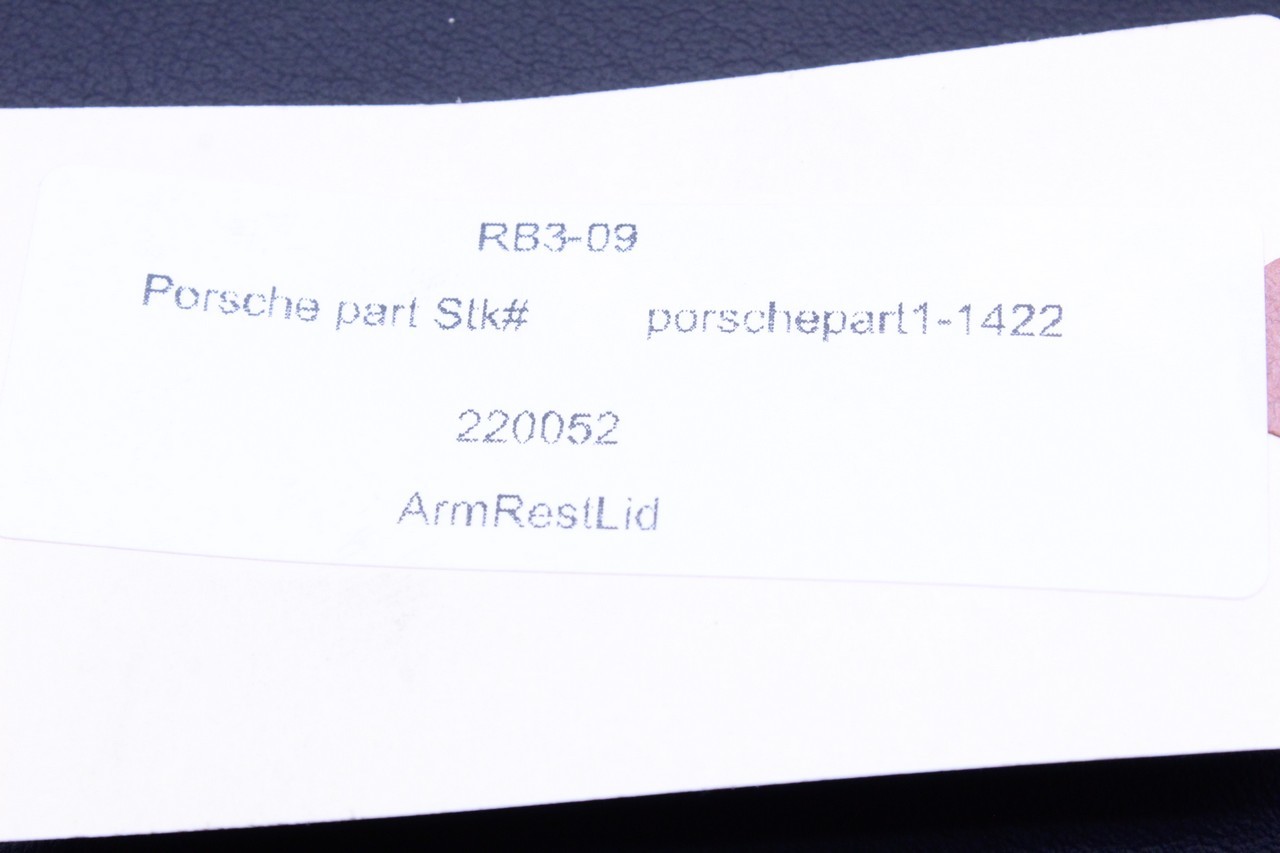 RB3-09
Porsche part Stk# porschepart1-1422
220052
ArmRestLid